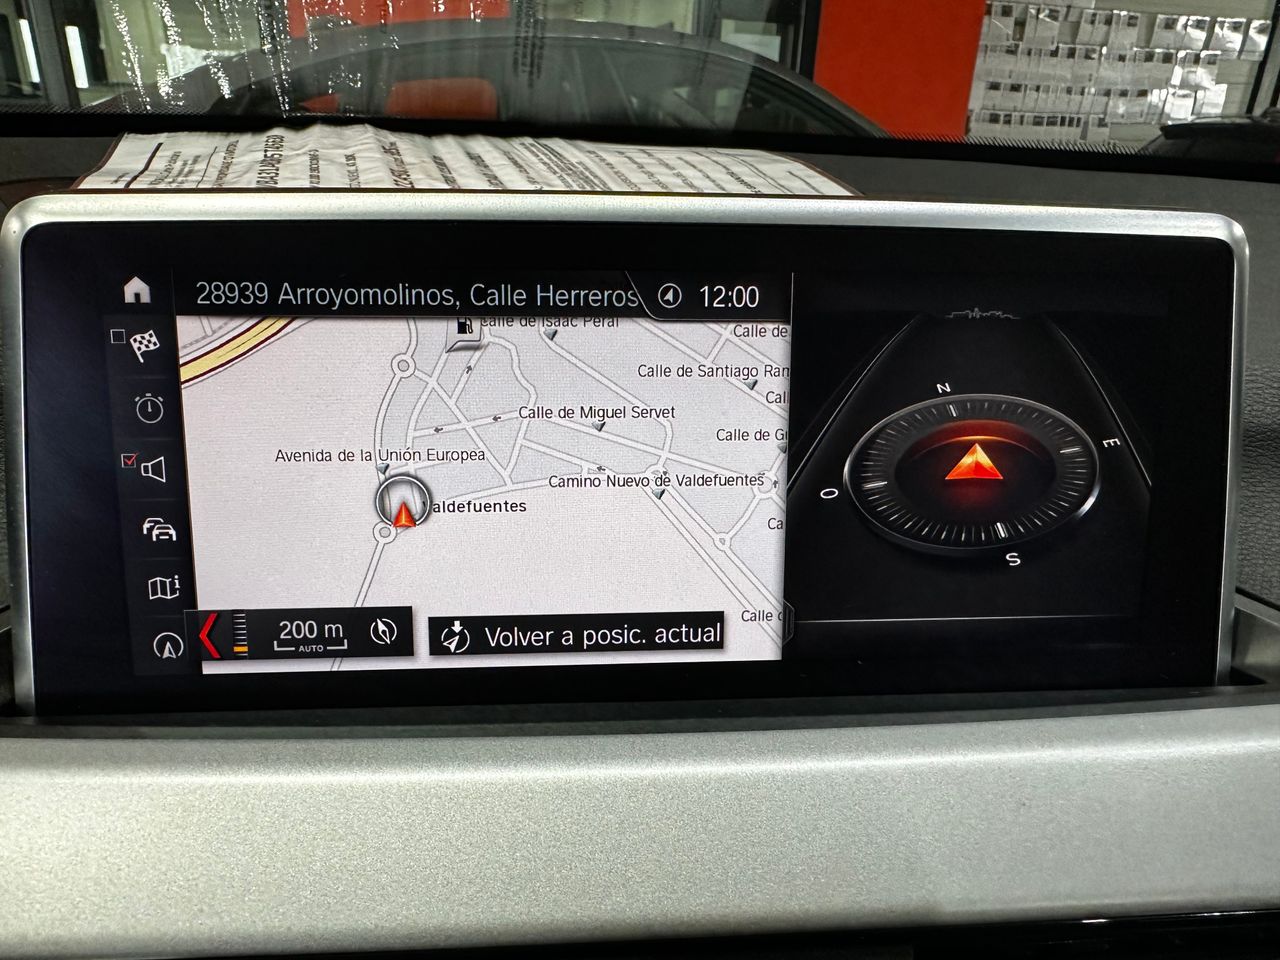 28939 Arroyomolinos, Calle Herreros
12:00
Calle de Isaac Peral
Calle de
Calle de Santiago Ram
Cal
Calle de Miguel Servet
Calle de G
Avenida de la Unión Europea
Camino Nuevo de Valdefuentes
aldefuentes
Ca
Calle
200 m
AUTO
Volver a posic. actual
N
E
S
O